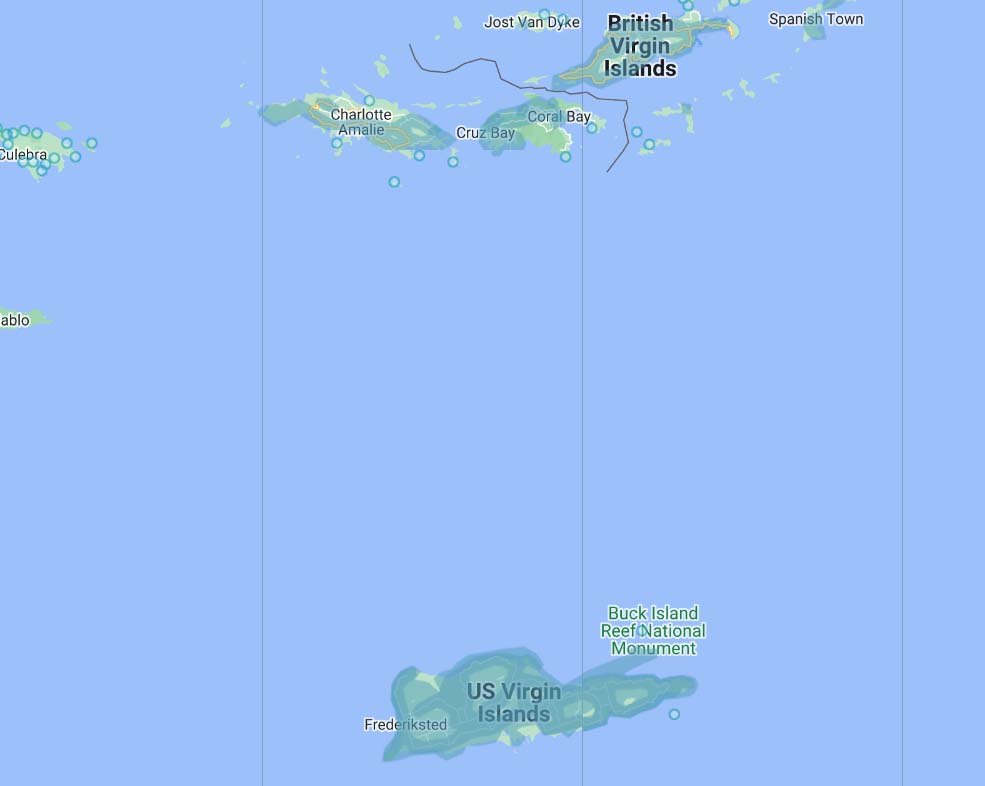 Jost Van Dyke
British
Virgin
Islands
Spanish Town
Charlotte
Amalie
Coral Bay
Cruz Bay
Culebra
ablo
Buck Island
Reef National
Monument
US Virgin
Islands
Frederiksted